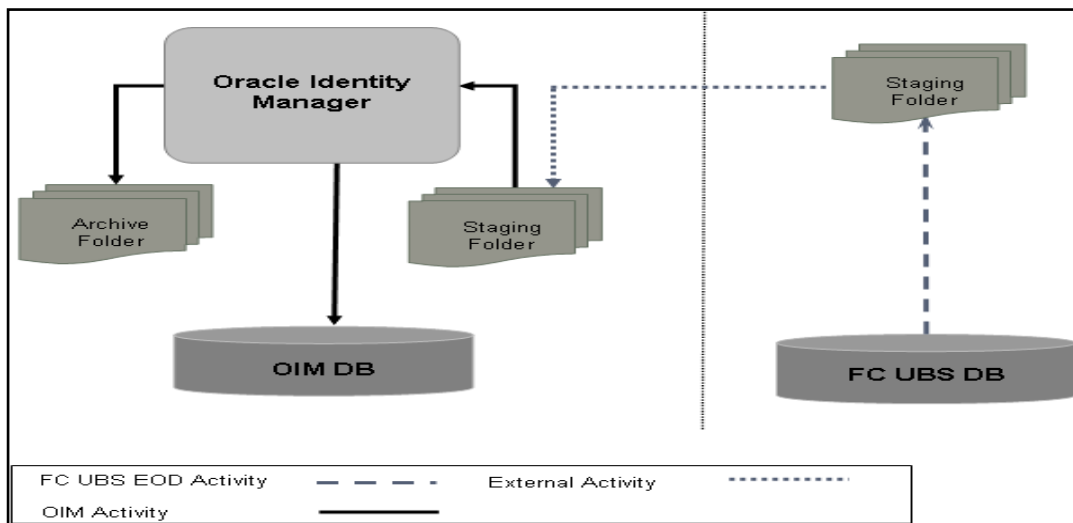 Oracle Identity
Manager
Staging
Folder
Archive
Folder
Staging
Folder
OIM DB
FC UBS DB
FC UBS EOD Activity
External Activity
OIM Activity